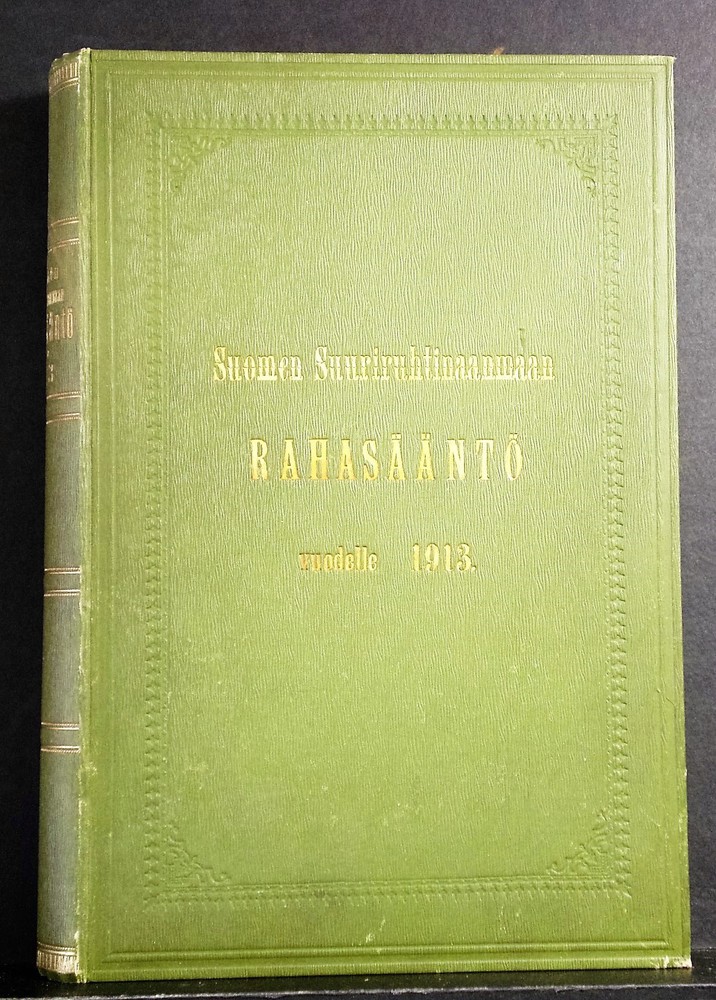 Suomen Suuriruhtinaanmaan
RAHASÄÄNTÖ
vuodelle 1913.